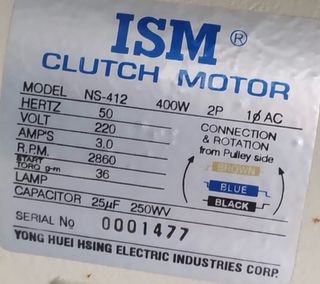 ISM ®
CLUTCH MOTOR
MODEL NS-412 400W 2P 1ø AC
HERTZ 50
VOLT 220
AMP'S 3.0
R.P.M. 2860
START TORQ g-m 36
LAMP
CAPACITOR 25µF 250WV
CONNECTION
& ROTATION
from Pulley side
BROWN
BLUE
BLACK
SERIAL No 0001477
YONG HUEI HSING ELECTRIC INDUSTRIES CORP.